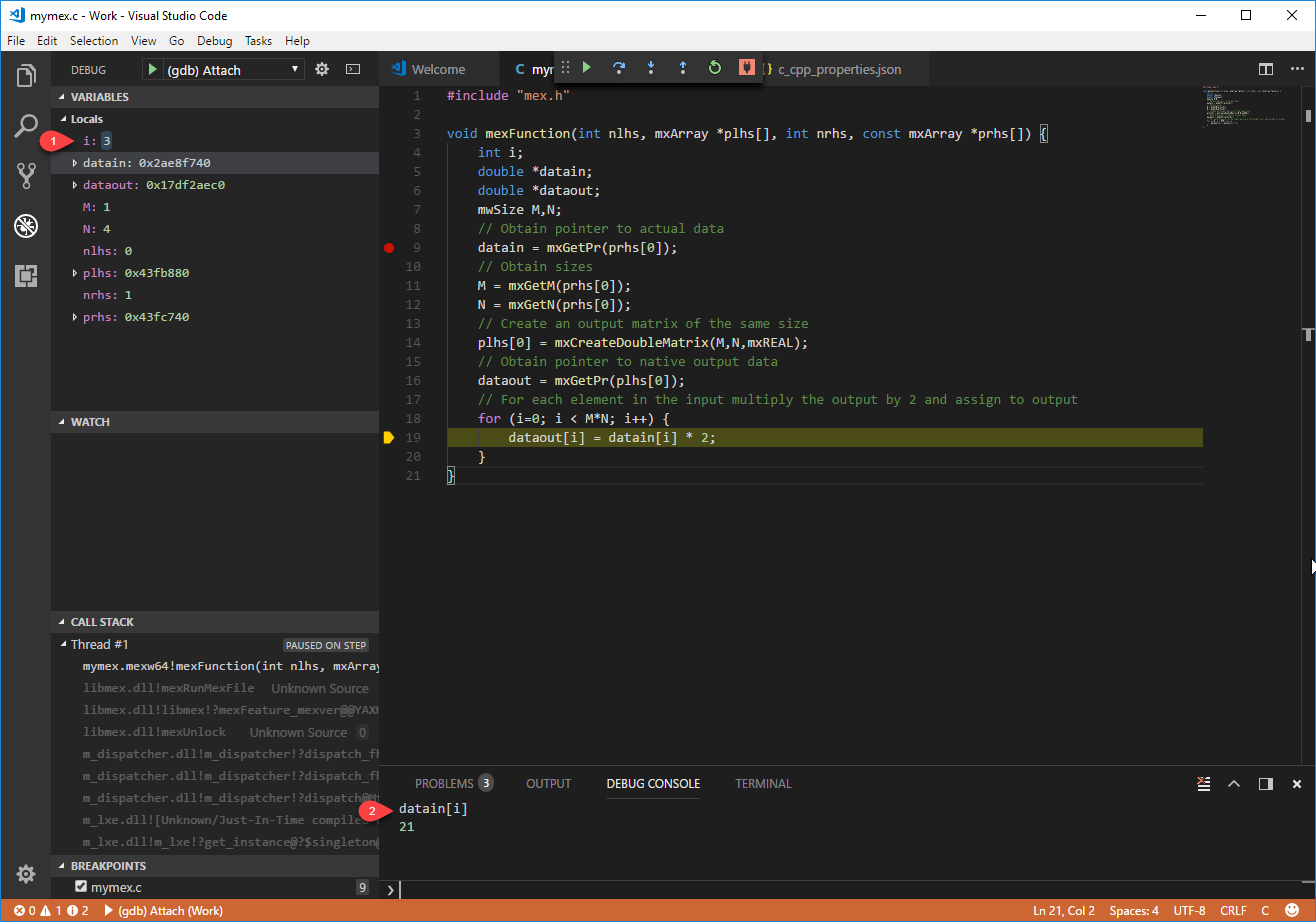 mymex.c - Work - Visual Studio Code
File Edit Selection View Go Debug Tasks Help
DEBUG (gdb) Attach
Welcome
C myr
{} c_cpp_properties.json
VARIABLES
Locals
1
i: 3
datain: 0x2ae8f740
dataout: 0x17df2aec0
M: 1
N: 4
nlhs: 0
plhs: 0x43fb880
nrhs: 1
prhs: 0x43fc740
WATCH
CALL STACK
Thread #1 PAUSED ON STEP
mymex.mexw64!mexFunction(int nlhs, mxArray
libmex.dll!mexRunMexFile Unknown Source
libmex.dll!libmex!?mexFeature_mexver@@YAXH
libmex.dll!mexUnlock Unknown Source 0
m_dispatcher.dll!m_dispatcher!?dispatch_fh
m_dispatcher.dll!m_dispatcher!?dispatch_fh
m_dispatcher.dll!m_dispatcher!?dispatch@M
m_lxe.dll![Unknown/Just-In-Time compiled
m_lxe.dll!m_lxe!?get_instance@?$singleton@
BREAKPOINTS
mymex.c 9
1 #include "mex.h"
2
3 void mexFunction(int nlhs, mxArray *plhs[], int nrhs, const mxArray *prhs[]) {
4 int i;
5 double *datain;
6 double *dataout;
7 mwSize M,N;
8 // Obtain pointer to actual data
9 datain = mxGetPr(prhs[0]);
10 // Obtain sizes
11 M = mxGetM(prhs[0]);
12 N = mxGetN(prhs[0]);
13 // Create an output matrix of the same size
14 plhs[0] = mxCreateDoubleMatrix(M,N,mxREAL);
15 // Obtain pointer to native output data
16 dataout = mxGetPr(plhs[0]);
17 // For each element in the input multiply the output by 2 and assign to output
18 for (i=0; i < M*N; i++) {
19 dataout[i] = datain[i] * 2;
20 }
21 }
PROBLEMS 3 OUTPUT DEBUG CONSOLE TERMINAL
2
datain[i]
21
0 1 2 (gdb) Attach (Work)
Ln 21, Col 2 Spaces: 4 UTF-8 CRLF C